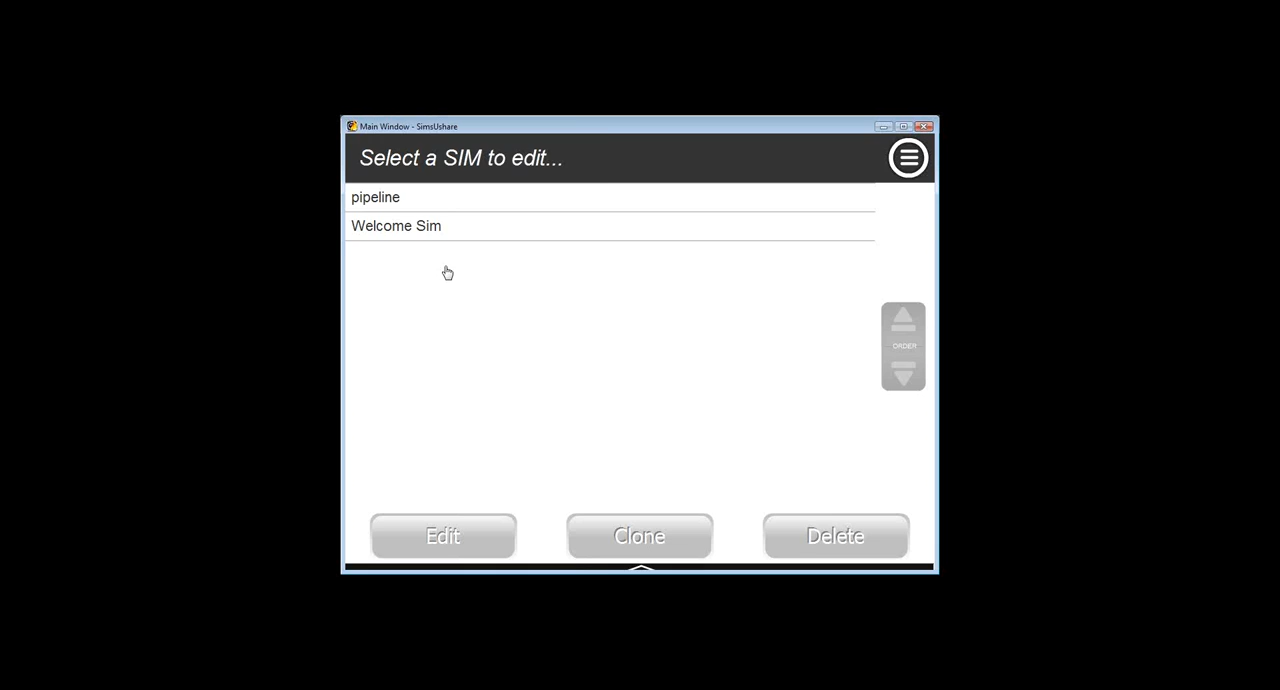 Main Window - SimsUshare
Select a SIM to edit...
pipeline
Welcome Sim
ORDER
Edit
Clone
Delete